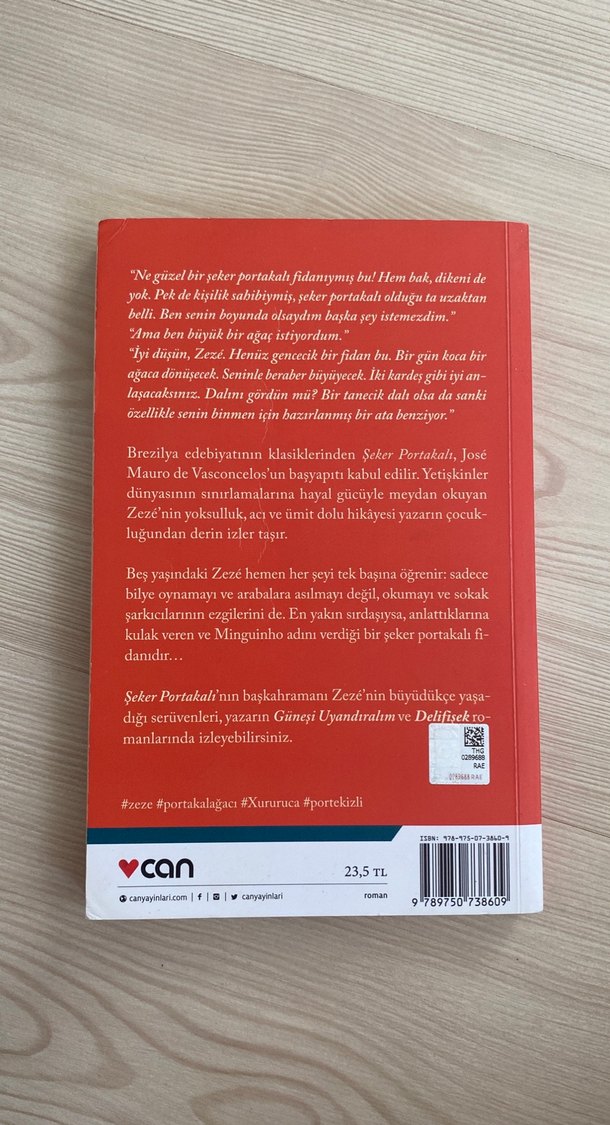 “Ne güzel bir şeker portakalı fidanıymış bu! Hem bak, dikeni de
yok. Pek de kişilik sahibiymiş, şeker portakalı olduğu ta uzaktan
belli. Ben senin boyunda olsaydım başka şey istemezdim.”
“Ama ben büyük bir ağaç istiyordum.”
“İyi düşün, Zezé. Henüz gencecik bir fidan bu. Bir gün koca bir
ağaca dönüşecek. Seninle beraber büyüyecek. İki kardeş gibi iyi an-
laşacaksınız. Dalını gördün mü? Bir tanecik dalı olsa da sanki
özellikle senin binmen için hazırlanmış bir ata benziyor.”
Brezilya edebiyatının klasiklerinden Şeker Portakalı, José
Mauro de Vasconcelos’un başyapıtı kabul edilir. Yetişkinler
dünyasının sınırlamalarına hayal gücüyle meydan okuyan
Zezé’nin yoksulluk, acı ve ümit dolu hikâyesi yazarın çocuk-
luğundan derin izler taşır.
Beş yaşındaki Zezé hemen her şeyi tek başına öğrenir: sadece
bilye oynamayı ve arabalara asılmayı değil, okumayı ve sokak
şarkıcılarının ezgilerini de. En yakın sırdaşıysa, anlattıklarına
kulak veren ve Minguinho adını verdiği bir şeker portakalı fi-
danıdır…
Şeker Portakalı’nın başkahramanı Zezé’nin büyüdükçe yaşa-
dığı serüvenleri, yazarın Güneşi Uyandıralım ve Delifişek ro-
manlarında izleyebilirsiniz.
THG
0289688
RAE
0289688 RAE
#zeze #portakalağacı #Xururuca #portekizli
can
23,5 TL
canyayinlari.com | f | | canyayinlari
roman
ISBN: 978-975-07-3860-9
9 789750 738609